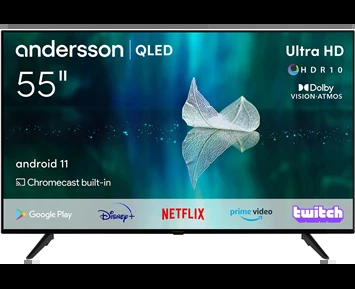 andersson | QLED
55"
Ultra HD
HDR10
Dolby
VISION·ATMOS
android 11
Chromecast built-in
Google Play
Disney+
NETFLIX
prime video
twitch